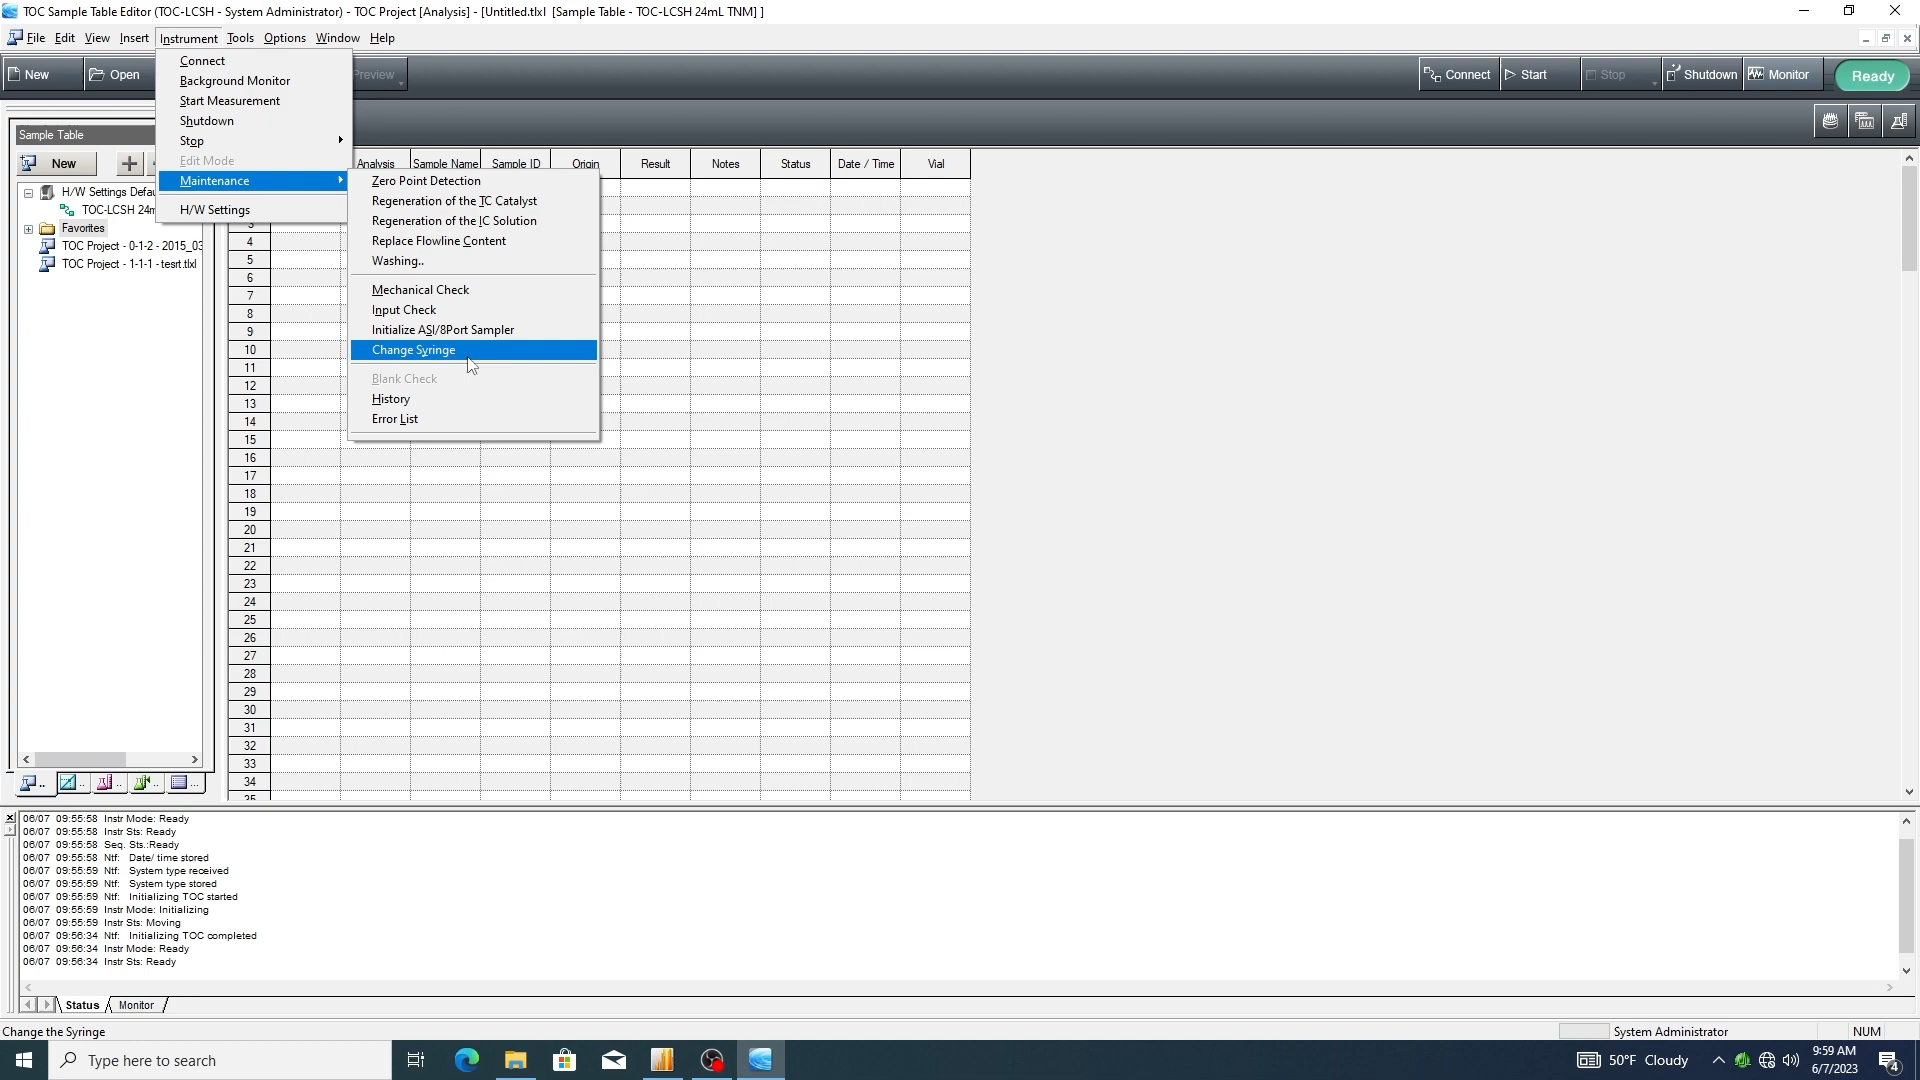 TOC Sample Table Editor (TOC-LCSH - System Administrator) - TOC Project [Analysis] - [Untitled.tlxl [Sample Table - TOC-LCSH 24mL TNM] ]
File Edit View Insert Instrument Tools Options Window Help
New Open Preview Connect Start Stop Shutdown Monitor Ready
Connect
Background Monitor
Start Measurement
Shutdown
Stop
Edit Mode
Maintenance
H/W Settings
Zero Point Detection
Regeneration of the TC Catalyst
Regeneration of the IC Solution
Replace Flowline Content
Washing..
Mechanical Check
Input Check
Initialize ASI/8Port Sampler
Change Syringe
Blank Check
History
Error List
Sample Table
New
H/W Settings Defau
TOC-LCSH 24m
Favorites
TOC Project - 0-1-2 - 2015_03
TOC Project - 1-1-1 - tesrt.tlxl
Analysis Sample Name Sample ID Origin Result Notes Status Date / Time Vial
3
4
5
6
7
8
9
10
11
12
13
14
15
16
17
18
19
20
21
22
23
24
25
26
27
28
29
30
31
32
33
34
35
06/07 09:55:58 Instr Mode: Ready
06/07 09:55:58 Instr Sts: Ready
06/07 09:55:58 Seq. Sts.:Ready
06/07 09:55:58 Ntf: Date/ time stored
06/07 09:55:59 Ntf: System type received
06/07 09:55:59 Ntf: System type stored
06/07 09:55:59 Ntf: Initializing TOC started
06/07 09:55:59 Instr Mode: Initializing
06/07 09:55:59 Instr Sts: Moving
06/07 09:56:34 Ntf: Initializing TOC completed
06/07 09:56:34 Instr Mode: Ready
06/07 09:56:34 Instr Sts: Ready
Status Monitor
Change the Syringe System Administrator NUM
Type here to search
50°F Cloudy
9:59 AM
6/7/2023
4